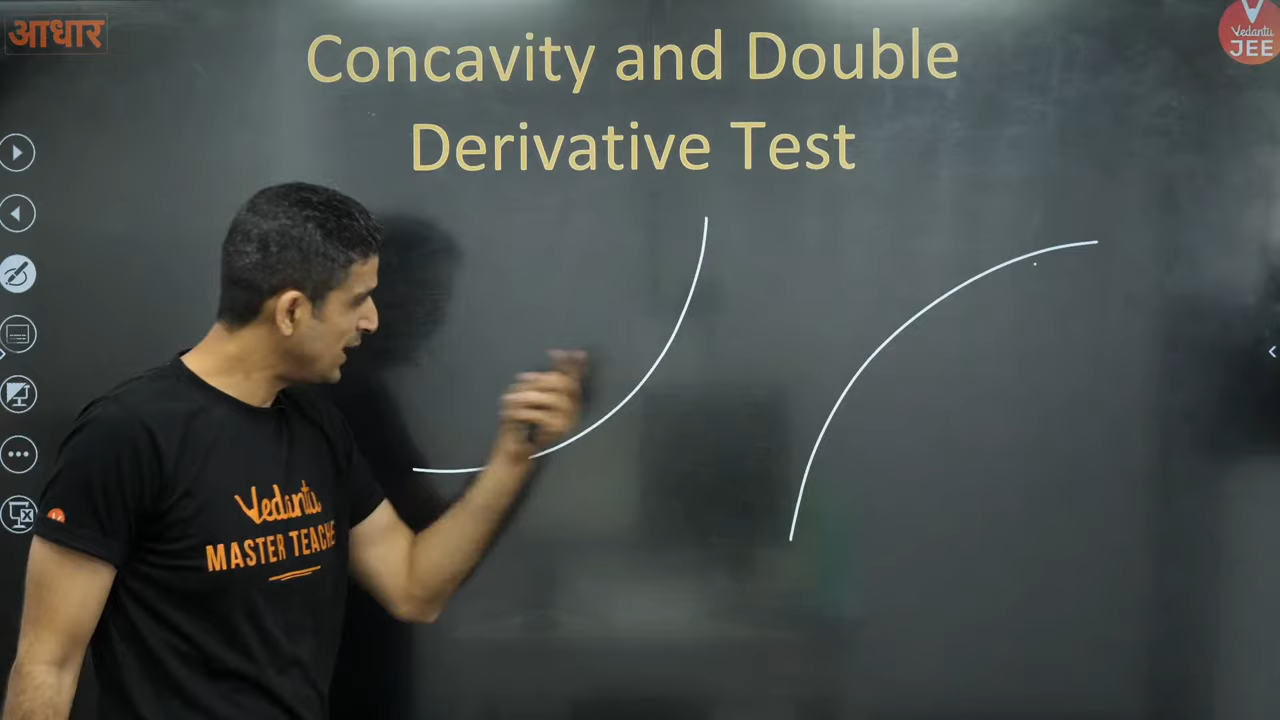 आधार
Vedantu
JEE
Concavity and Double
Derivative Test
Vedantu
MASTER TEACHE